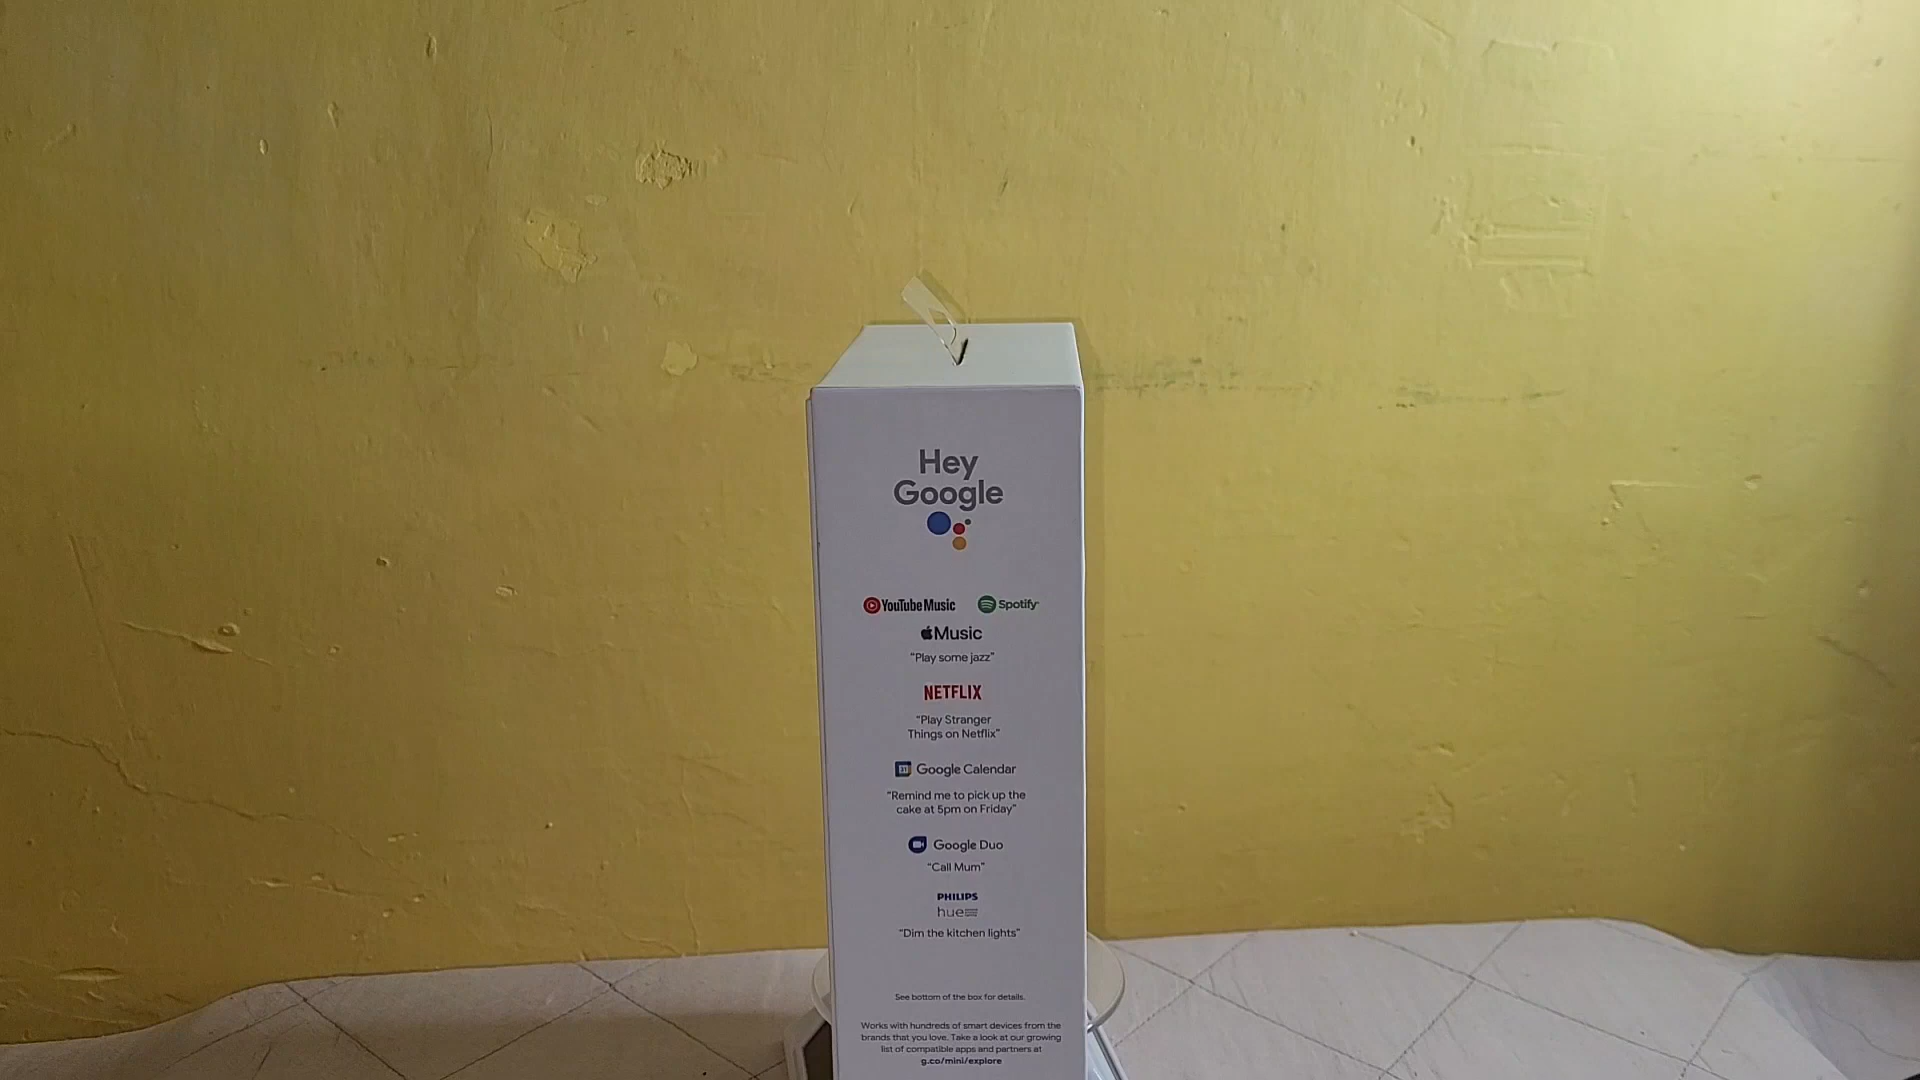 Hey
Google
YouTube Music Spotify
Music
“Play some jazz”
NETFLIX
“Play Stranger
Things on Netflix”
31 Google Calendar
“Remind me to pick up the
cake at 5pm on Friday”
Google Duo
“Call Mum”
PHILIPS
hue
“Dim the kitchen lights”
See bottom of the box for details.
Works with hundreds of smart devices from the
brands that you love. Take a look at our growing
list of compatible apps and partners at
g.co/mini/explore